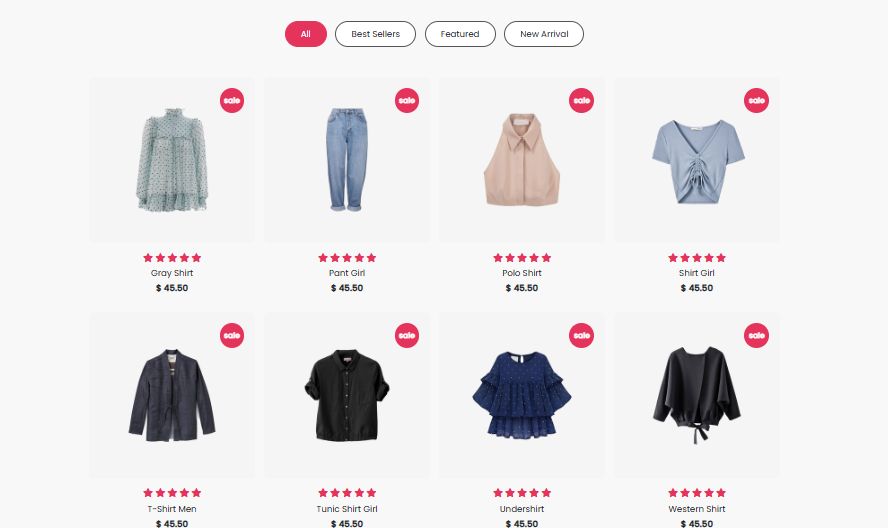 All Best Sellers Featured New Arrival
sale sale sale sale
Gray Shirt Pant Girl Polo Shirt Shirt Girl
$ 45.50 $ 45.50 $ 45.50 $ 45.50
sale sale sale sale
T-Shirt Men Tunic Shirt Girl Undershirt Western Shirt
$ 45.50 $ 45.50 $ 45.50 $ 45.50